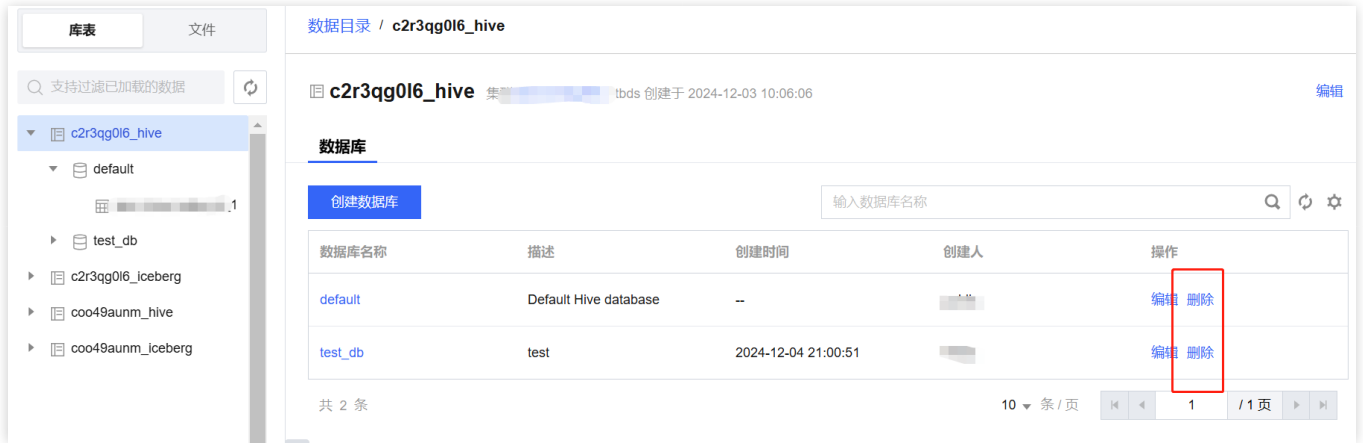 库表 文件
支持过滤已加载的数据
c2r3qg0l6_hive
default
_1
test_db
c2r3qg0l6_iceberg
coo49aunm_hive
coo49aunm_iceberg
数据目录 / c2r3qg0l6_hive
c2r3qg0l6_hive tbds 创建于 2024-12-03 10:06:06 编辑
数据库
创建数据库 输入数据库名称
数据库名称 描述 创建时间 创建人 操作
default Default Hive database -- 编辑 删除
test_db test 2024-12-04 21:00:51 编辑 删除
共 2 条 10 条/页 1 /1 页